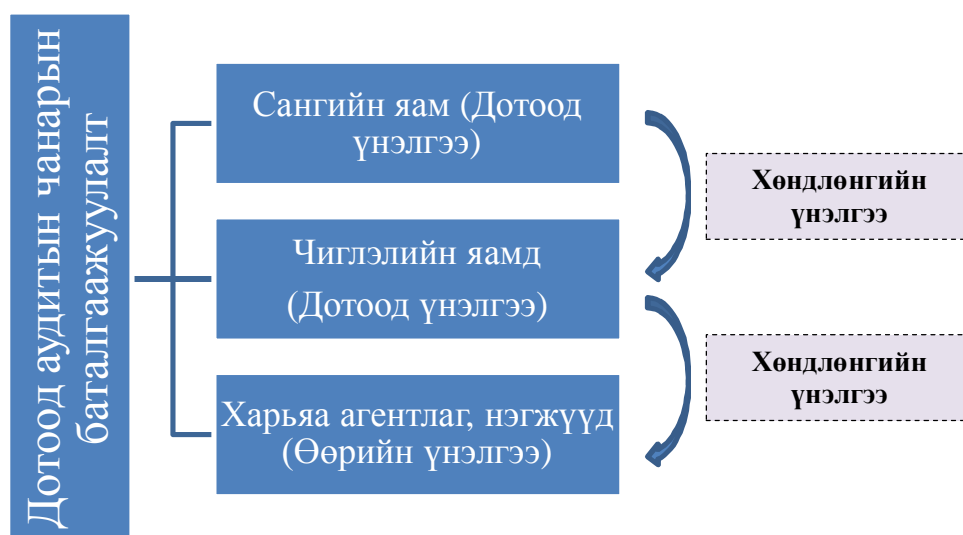 Дотоод аудитын чанарын
баталгаажуулалт
Сангийн яам (Дотоод
үнэлгээ)
Чиглэлийн яамд
(Дотоод үнэлгээ)
Харьяа агентлаг, нэгжүүд
(Өөрийн үнэлгээ)
Хөндлөнгийн
үнэлгээ
Хөндлөнгийн
үнэлгээ